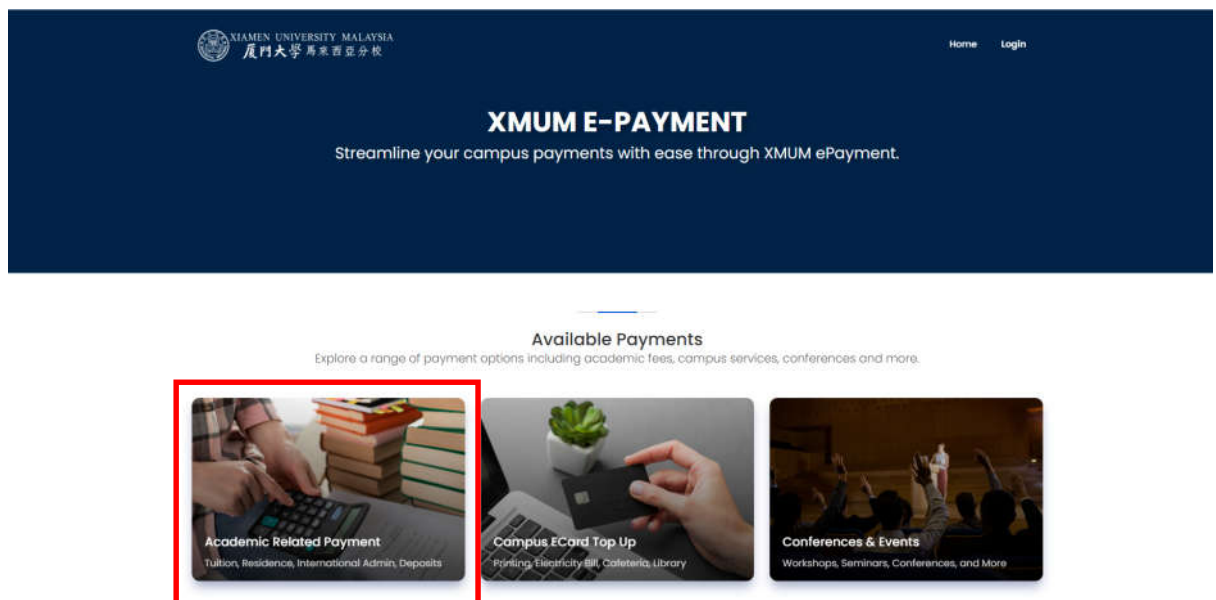 XIAMEN UNIVERSITY MALAYSIA
厦門大學馬來西亞分校
Home Login
XMUM E-PAYMENT
Streamline your campus payments with ease through XMUM ePayment.
Available Payments
Explore a range of payment options including academic fees, campus services, conferences and more.
Academic Related Payment
Tuition, Residence, International Admin, Deposits
Campus ECard Top Up
Printing, Electricity Bill, Cafeteria, Library
Conferences & Events
Workshops, Seminars, Conferences, and More